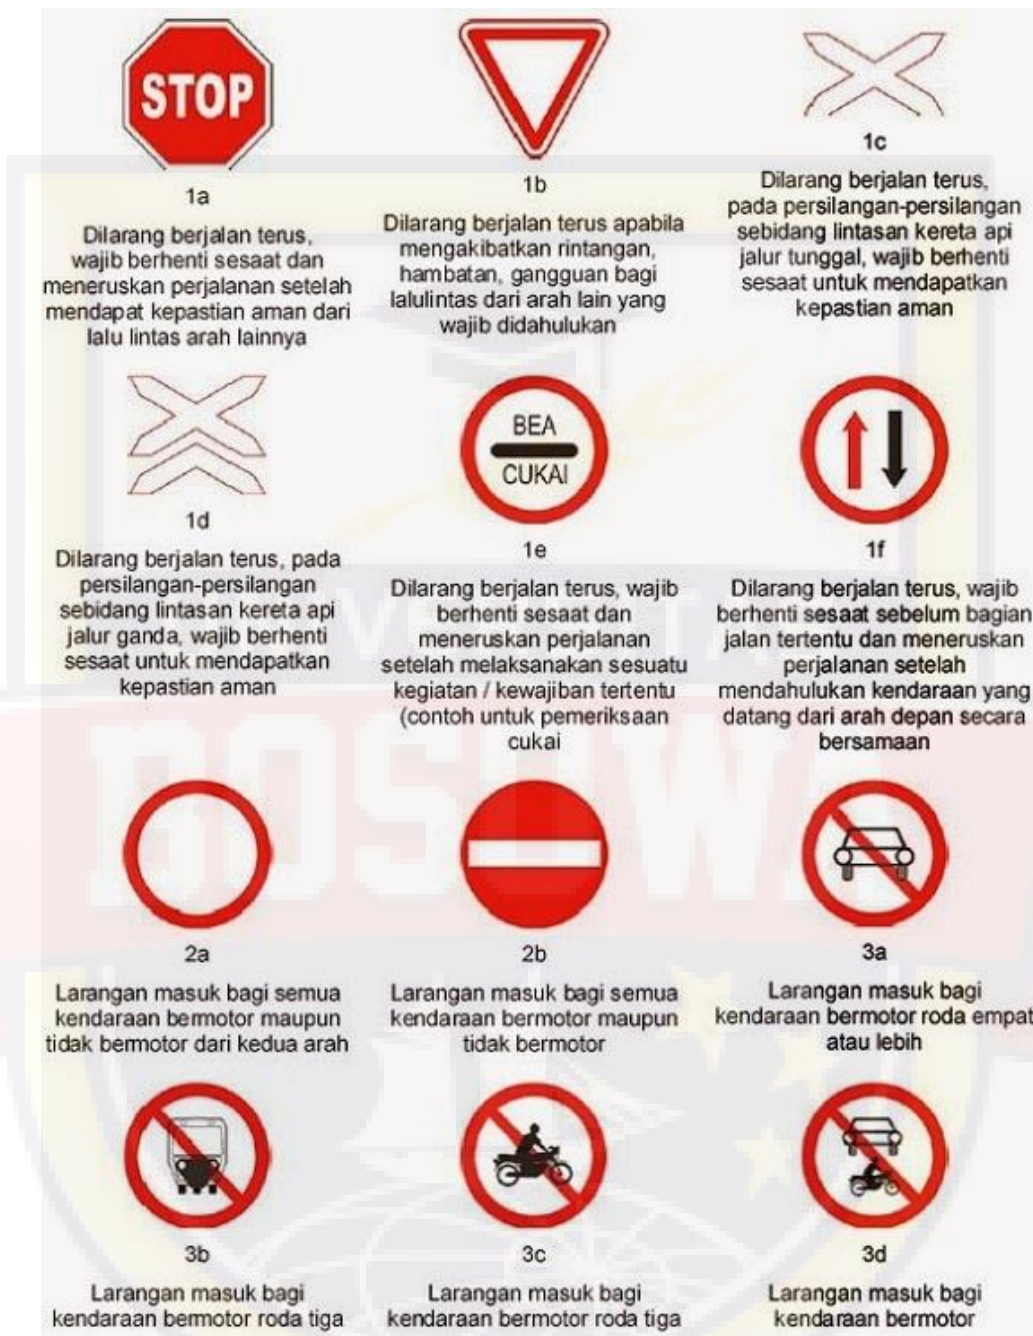 STOP
1a
Dilarang berjalan terus,
wajib berhenti sesaat dan
meneruskan perjalanan setelah
mendapat kepastian aman dari
lalu lintas arah lainnya
1b
Dilarang berjalan terus apabila
mengakibatkan rintangan,
hambatan, gangguan bagi
lalulintas dari arah lain yang
wajib didahulukan
1c
Dilarang berjalan terus,
pada persilangan-persilangan
sebidang lintasan kereta api
jalur tunggal, wajib berhenti
sesaat untuk mendapatkan
kepastian aman
1d
Dilarang berjalan terus, pada
persilangan-persilangan
sebidang lintasan kereta api
jalur ganda, wajib berhenti
sesaat untuk mendapatkan
kepastian aman
BEA
CUKAI
1e
Dilarang berjalan terus, wajib
berhenti sesaat dan
meneruskan perjalanan
setelah melaksanakan sesuatu
kegiatan / kewajiban tertentu
(contoh untuk pemeriksaan
cukai
1f
Dilarang berjalan terus, wajib
berhenti sesaat sebelum bagian
jalan tertentu dan meneruskan
perjalanan setelah
mendahulukan kendaraan yang
datang dari arah depan secara
bersamaan
2a
Larangan masuk bagi semua
kendaraan bermotor maupun
tidak bermotor dari kedua arah
2b
Larangan masuk bagi semua
kendaraan bermotor maupun
tidak bermotor
3a
Larangan masuk bagi
kendaraan bermotor roda empat
atau lebih
3b
Larangan masuk bagi
kendaraan bermotor roda tiga
3c
Larangan masuk bagi
kendaraan bermotor roda tiga
3d
Larangan masuk bagi
kendaraan bermotor
BOSOWA